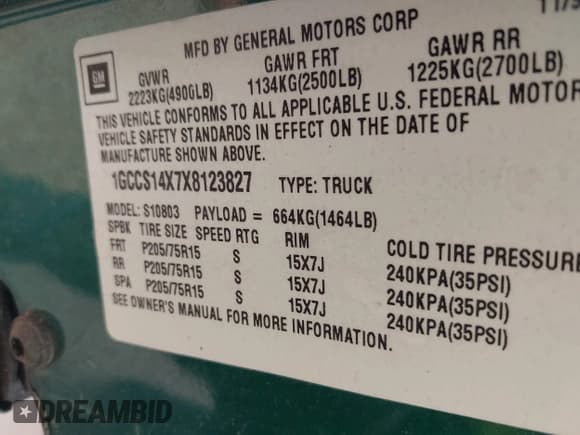 11/9
MFD BY GENERAL MOTORS CORP
GM
GVWR GAWR FRT GAWR RR
2223KG(4900LB) 1134KG(2500LB) 1225KG(2700LB)
THIS VEHICLE CONFORMS TO ALL APPLICABLE U.S. FEDERAL MOTOR
VEHICLE SAFETY STANDARDS IN EFFECT ON THE DATE OF
MANUFACTURE SHOWN ABOVE.
1GCCS14X7X8123827 TYPE: TRUCK
MODEL: S10803 PAYLOAD = 664KG(1464LB)
SPBK TIRE SIZE SPEED RTG RIM COLD TIRE PRESSURE
FRT P205/75R15 S 15X7J 240KPA(35PSI)
RR P205/75R15 S 15X7J 240KPA(35PSI)
SPA P205/75R15 S 15X7J 240KPA(35PSI)
SEE OWNER'S MANUAL FOR MORE INFORMATION.
DREAMBID